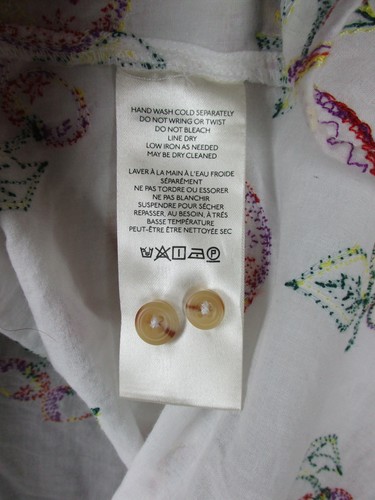 HAND WASH COLD SEPARATELY
DO NOT WRING OR TWIST
DO NOT BLEACH
LINE DRY
LOW IRON AS NEEDED
MAY BE DRY CLEANED
LAVER À LA MAIN À L'EAU FROIDE
SÉPARÉMENT
NE PAS TORDRE OU ESSORER
NE PAS BLANCHIR
SUSPENDRE POUR SÉCHER
REPASSER, AU BESOIN, À TRÈS
BASSE TEMPÉRATURE
PEUT-ÊTRE ÊTRE NETTOYÉE SEC